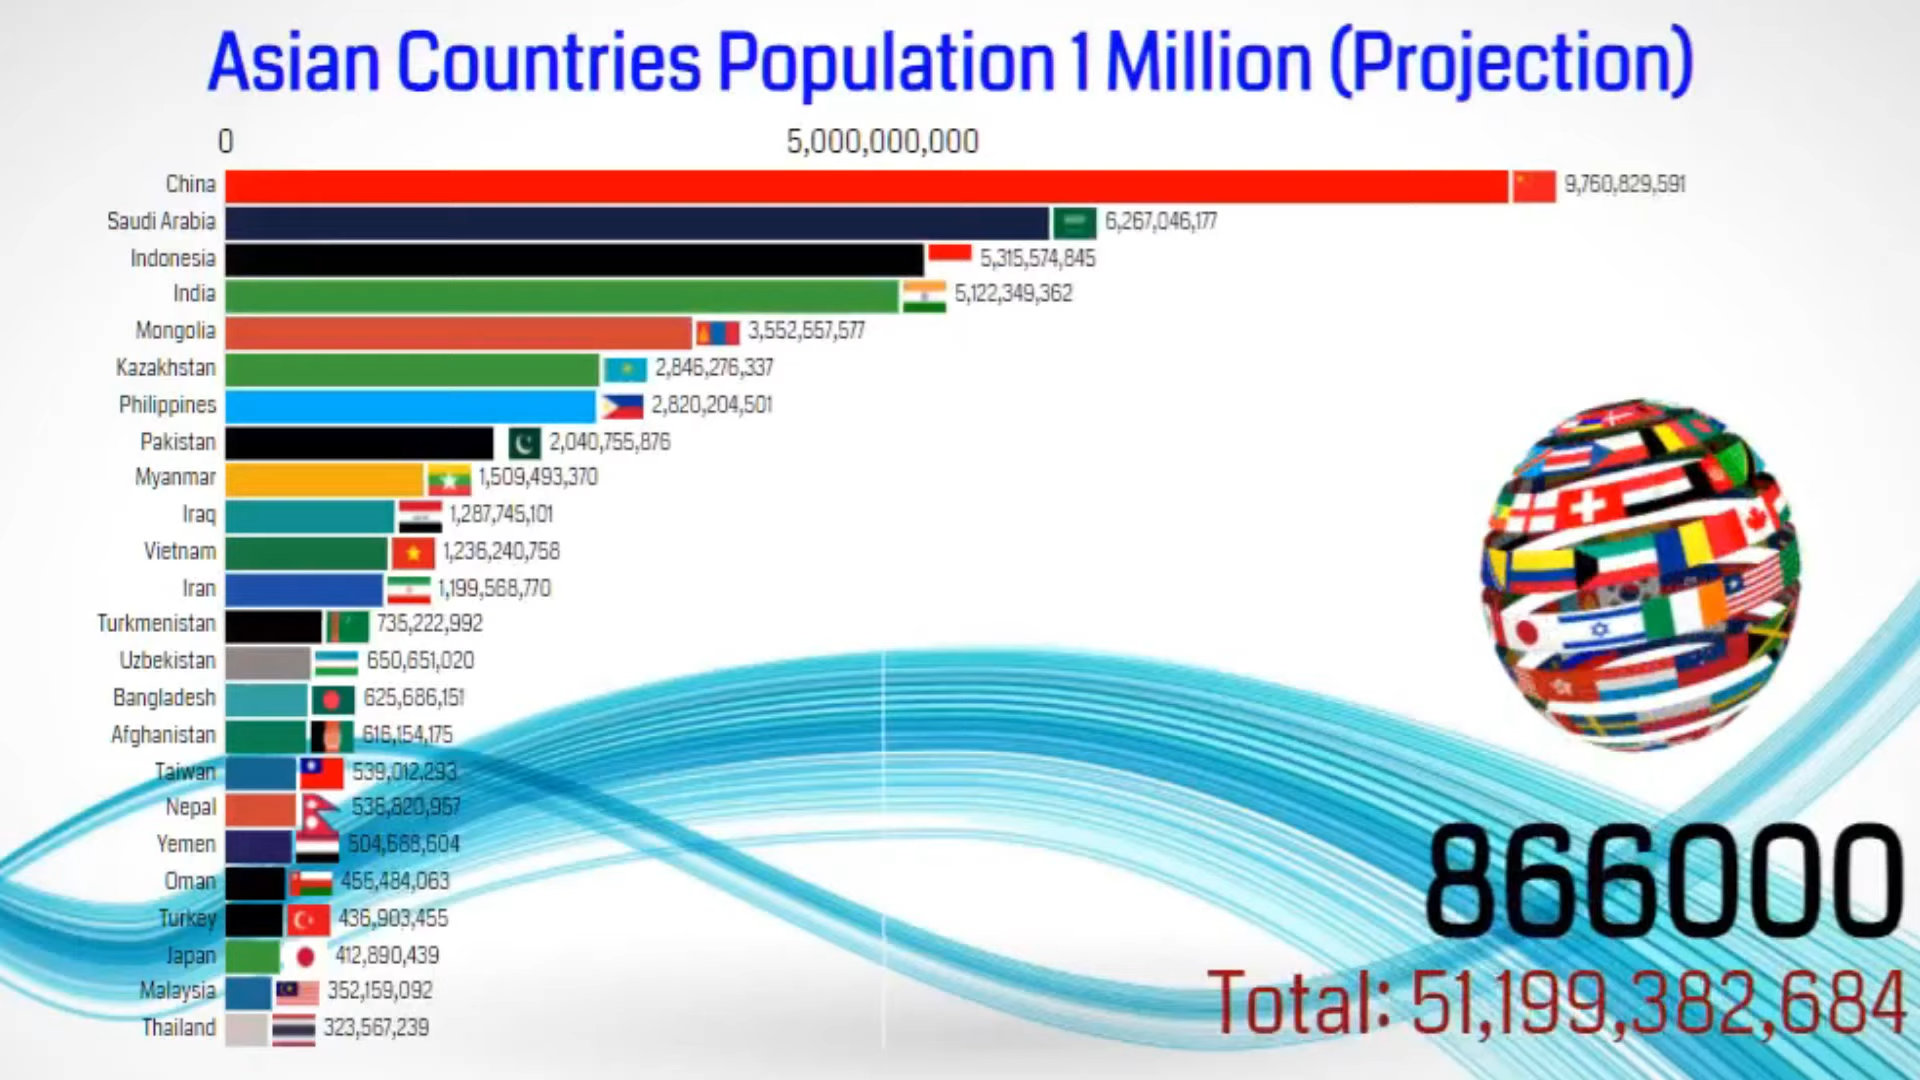 Asian Countries Population 1 Million (Projection)
0 5,000,000,000
China 9,760,829,591
Saudi Arabia 6,267,046,177
Indonesia 5,315,574,845
India 5,122,349,362
Mongolia 3,552,557,577
Kazakhstan 2,846,276,337
Philippines 2,820,204,501
Pakistan 2,040,755,876
Myanmar 1,509,493,370
Iraq 1,287,745,101
Vietnam 1,236,240,758
Iran 1,199,568,770
Turkmenistan 735,222,992
Uzbekistan 650,651,020
Bangladesh 625,686,151
Afghanistan 616,154,175
Taiwan 539,012,293
Nepal 536,820,967
Yemen 504,688,604
Oman 455,484,063
Turkey 436,903,455
Japan 412,890,439
Malaysia 352,159,092
Thailand 323,567,239
866000
Total: 51,199,382,684